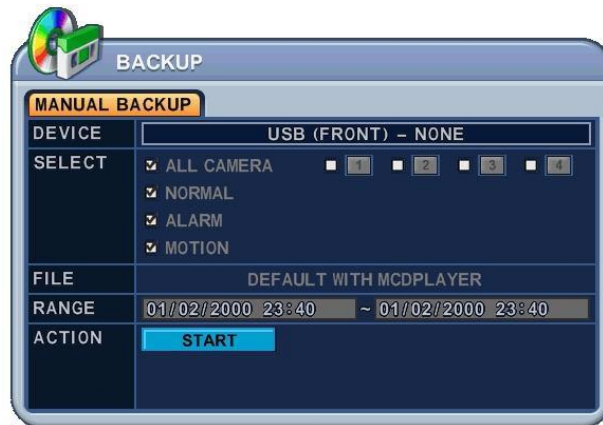 BACKUP
MANUAL BACKUP
DEVICE USB (FRONT) – NONE
SELECT ALL CAMERA 1 2 3 4
NORMAL
ALARM
MOTION
FILE DEFAULT WITH MCDPLAYER
RANGE 01/02/2000 23:40 ~ 01/02/2000 23:40
ACTION START